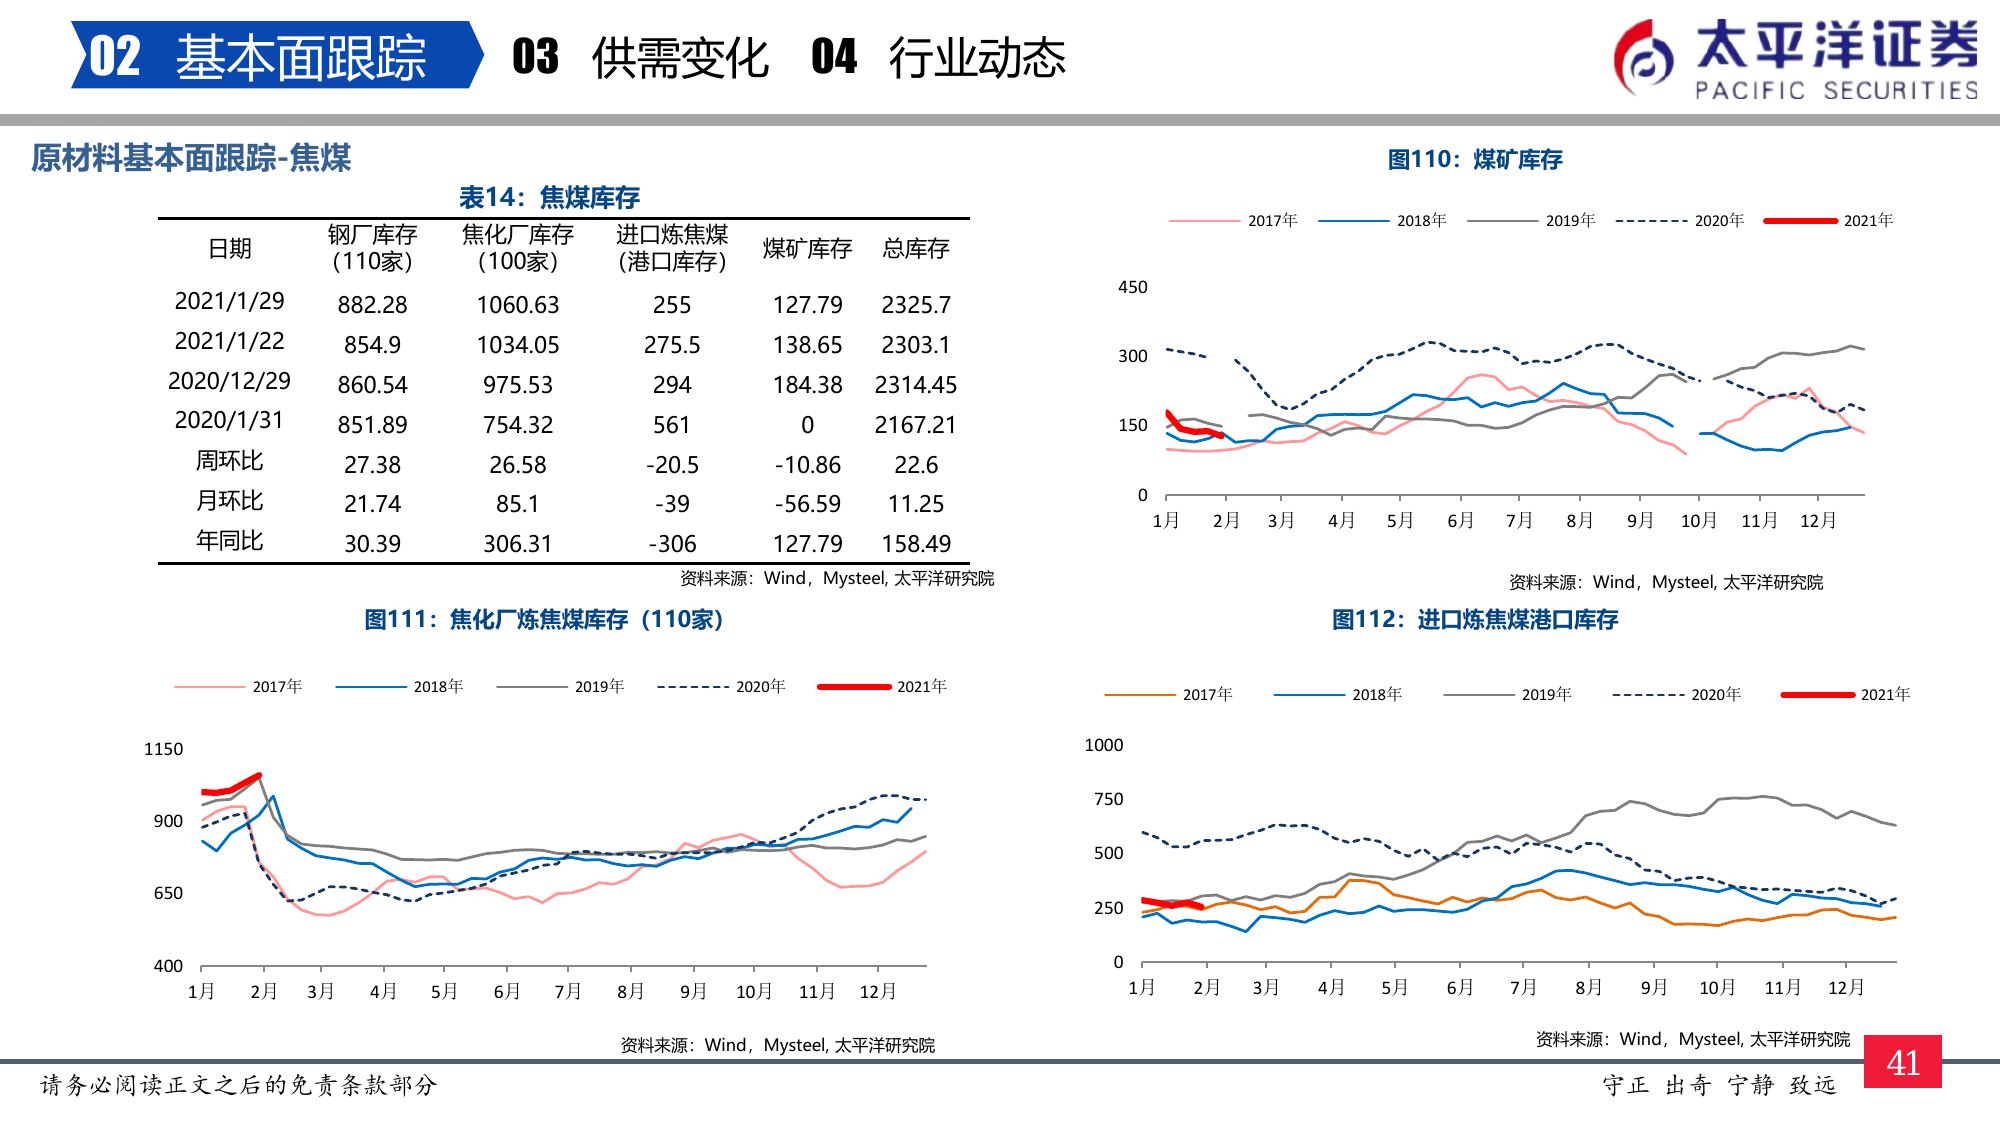 02 基本面跟踪 03 供需变化 04 行业动态
太平洋证券
PACIFIC SECURITIES
原材料基本面跟踪-焦煤
表14：焦煤库存
日期 钢厂库存（110家） 焦化厂库存（100家） 进口炼焦煤（港口库存） 煤矿库存 总库存
2021/1/29 882.28 1060.63 255 127.79 2325.7
2021/1/22 854.9 1034.05 275.5 138.65 2303.1
2020/12/29 860.54 975.53 294 184.38 2314.45
2020/1/31 851.89 754.32 561 0 2167.21
周环比 27.38 26.58 -20.5 -10.86 22.6
月环比 21.74 85.1 -39 -56.59 11.25
年同比 30.39 306.31 -306 127.79 158.49
资料来源：Wind，Mysteel, 太平洋研究院
图110：煤矿库存
2017年 2018年 2019年 2020年 2021年
450
300
150
0
1月 2月 3月 4月 5月 6月 7月 8月 9月 10月 11月 12月
资料来源：Wind，Mysteel, 太平洋研究院
图111：焦化厂炼焦煤库存（110家）
2017年 2018年 2019年 2020年 2021年
1150
900
650
400
1月 2月 3月 4月 5月 6月 7月 8月 9月 10月 11月 12月
资料来源：Wind，Mysteel, 太平洋研究院
图112：进口炼焦煤港口库存
2017年 2018年 2019年 2020年 2021年
1000
750
500
250
0
1月 2月 3月 4月 5月 6月 7月 8月 9月 10月 11月 12月
资料来源：Wind，Mysteel, 太平洋研究院
请务必阅读正文之后的免责条款部分
守正 出奇 宁静 致远
41